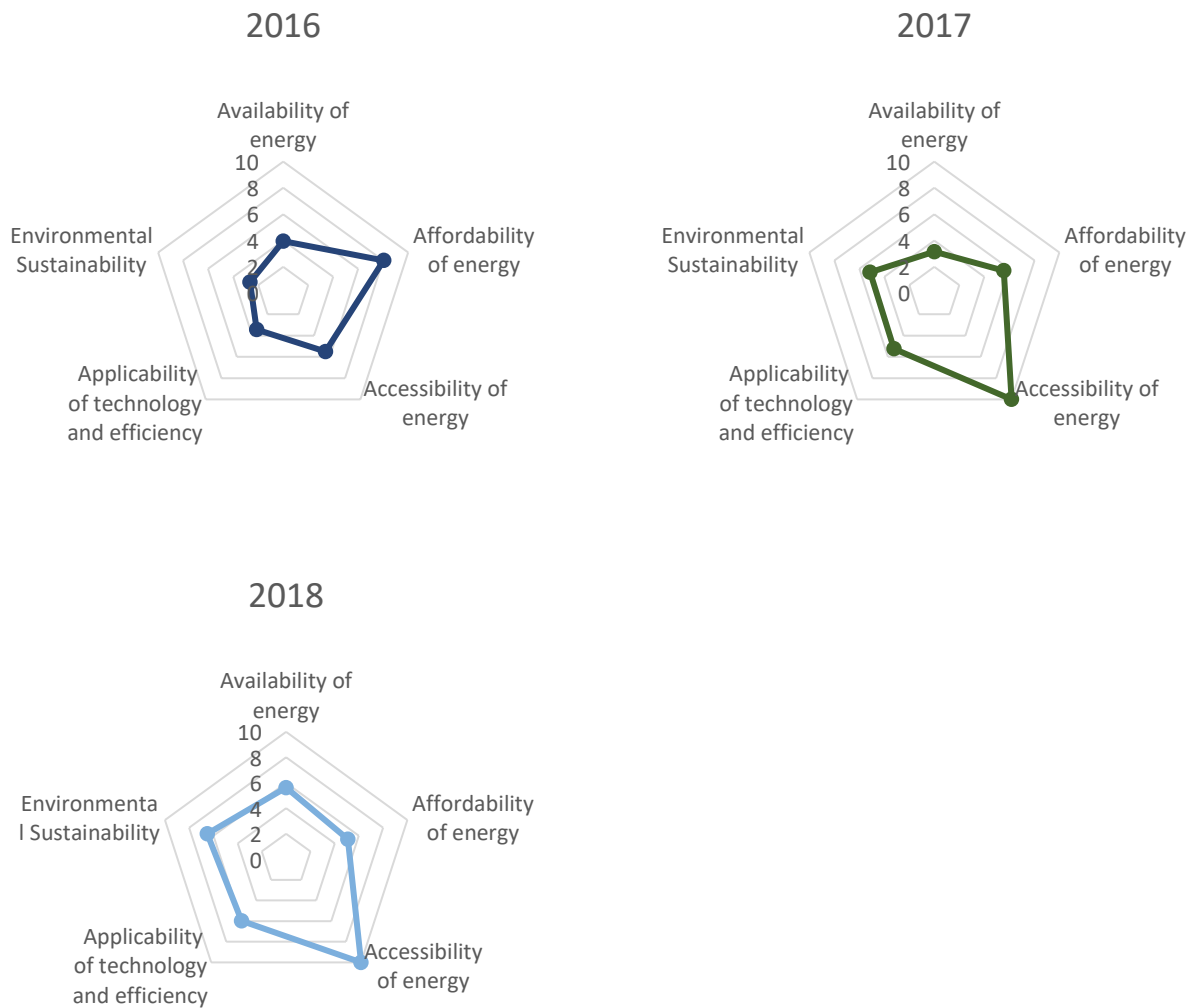 2016
Availability of
energy
10
8
6
4
2
0
Affordability
of energy
Accessibility of
energy
Applicability
of technology
and efficiency
Environmental
Sustainability
2017
Availability of
energy
10
8
6
4
2
0
Affordability
of energy
Accessibility of
energy
Applicability
of technology
and efficiency
Environmental
Sustainability
2018
Availability of
energy
10
8
6
4
2
0
Affordability
of energy
Accessibility
of energy
Applicability
of technology
and efficiency
Environmenta
l Sustainability